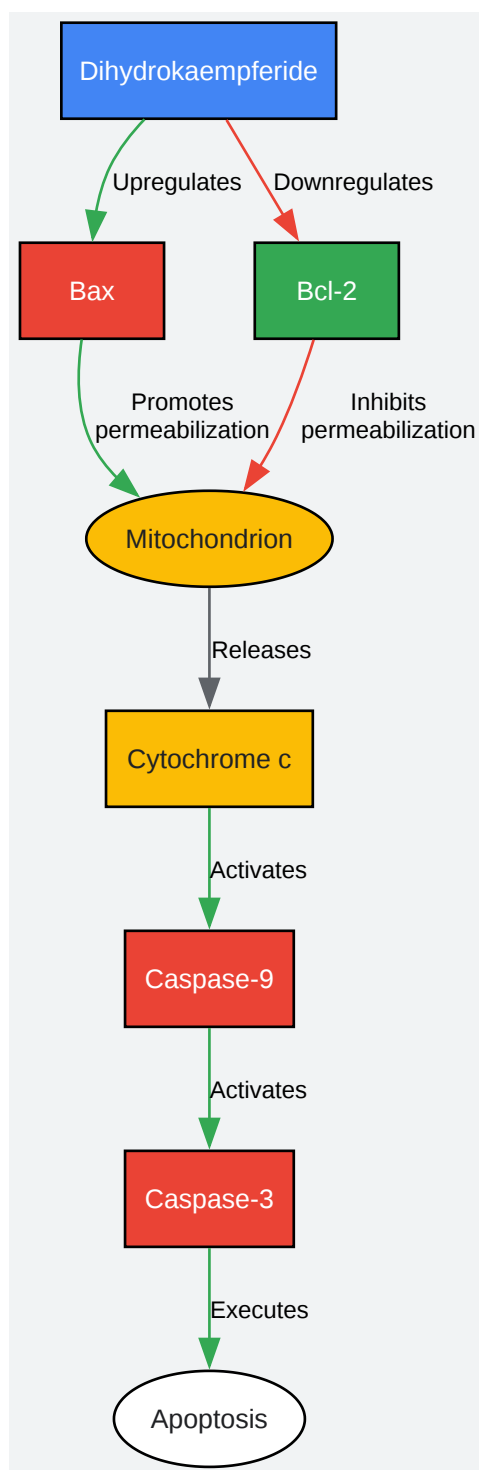 Dihydrokaempferide
Upregulates
Downregulates
Bax
Bcl-2
Promotes
permeabilization
Inhibits
permeabilization
Mitochondrion
Releases
Cytochrome c
Activates
Caspase-9
Activates
Caspase-3
Executes
Apoptosis